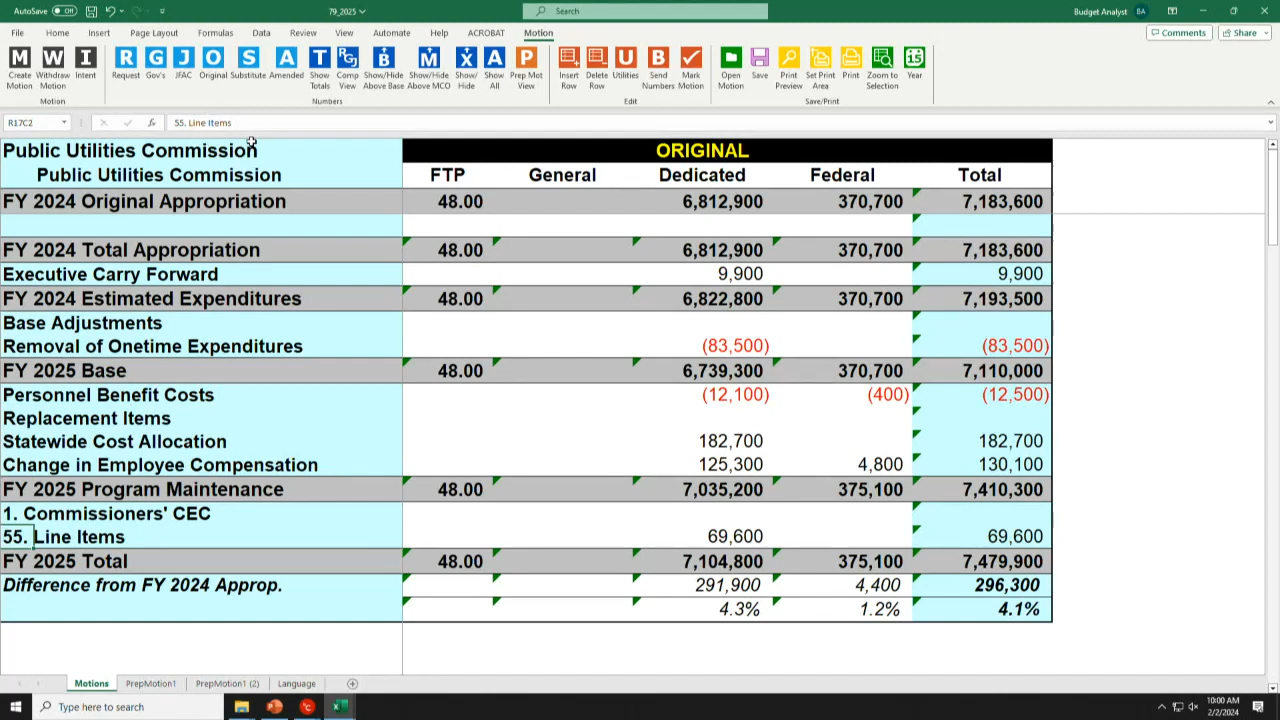 AutoSave Off 79_2025 Search Budget Analyst BA
File Home Insert Page Layout Formulas Data Review View Automate Help ACROBAT Motion Comments Share
M W I R G J O S A T RG B M X A P U B 15
Create Motion Withdraw Motion Intent Request Gov's JFAC Original Substitute Amended Show Totals Comp View Show/Hide Above Base Show/Hide Above MCO Show/Hide Show All Prep Mot View Insert Row Delete Row Utilities Send Numbers Mark Motion Open Motion Save Print Preview Set Print Area Print Zoom to Selection Year
Motion Numbers Edit Save/Print
R17C2 fx 55. Line Items
Public Utilities Commission ORIGINAL
Public Utilities Commission FTP General Dedicated Federal Total
FY 2024 Original Appropriation 48.00 6,812,900 370,700 7,183,600
FY 2024 Total Appropriation 48.00 6,812,900 370,700 7,183,600
Executive Carry Forward 9,900 9,900
FY 2024 Estimated Expenditures 48.00 6,822,800 370,700 7,193,500
Base Adjustments
Removal of Onetime Expenditures (83,500) (83,500)
FY 2025 Base 48.00 6,739,300 370,700 7,110,000
Personnel Benefit Costs (12,100) (400) (12,500)
Replacement Items
Statewide Cost Allocation 182,700 182,700
Change in Employee Compensation 125,300 4,800 130,100
FY 2025 Program Maintenance 48.00 7,035,200 375,100 7,410,300
1. Commissioners' CEC
55. Line Items 69,600 69,600
FY 2025 Total 48.00 7,104,800 375,100 7,479,900
Difference from FY 2024 Approp. 291,900 4,400 296,300
4.3% 1.2% 4.1%
Motions PrepMotion1 PrepMotion1 (2) Language
Type here to search 10:00 AM
2/2/2024